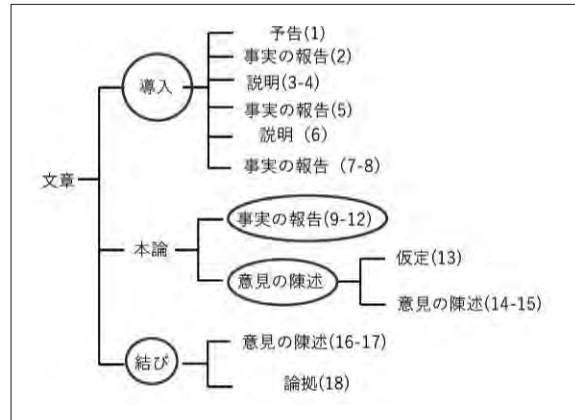 文章
導入
予告(1)
事実の報告(2)
説明(3-4)
事実の報告(5)
説明（6)
事実の報告（7-8)
本論
事実の報告(9-12)
意見の陳述
仮定(13)
意見の陳述(14-15)
結び
意見の陳述(16-17)
論拠(18)